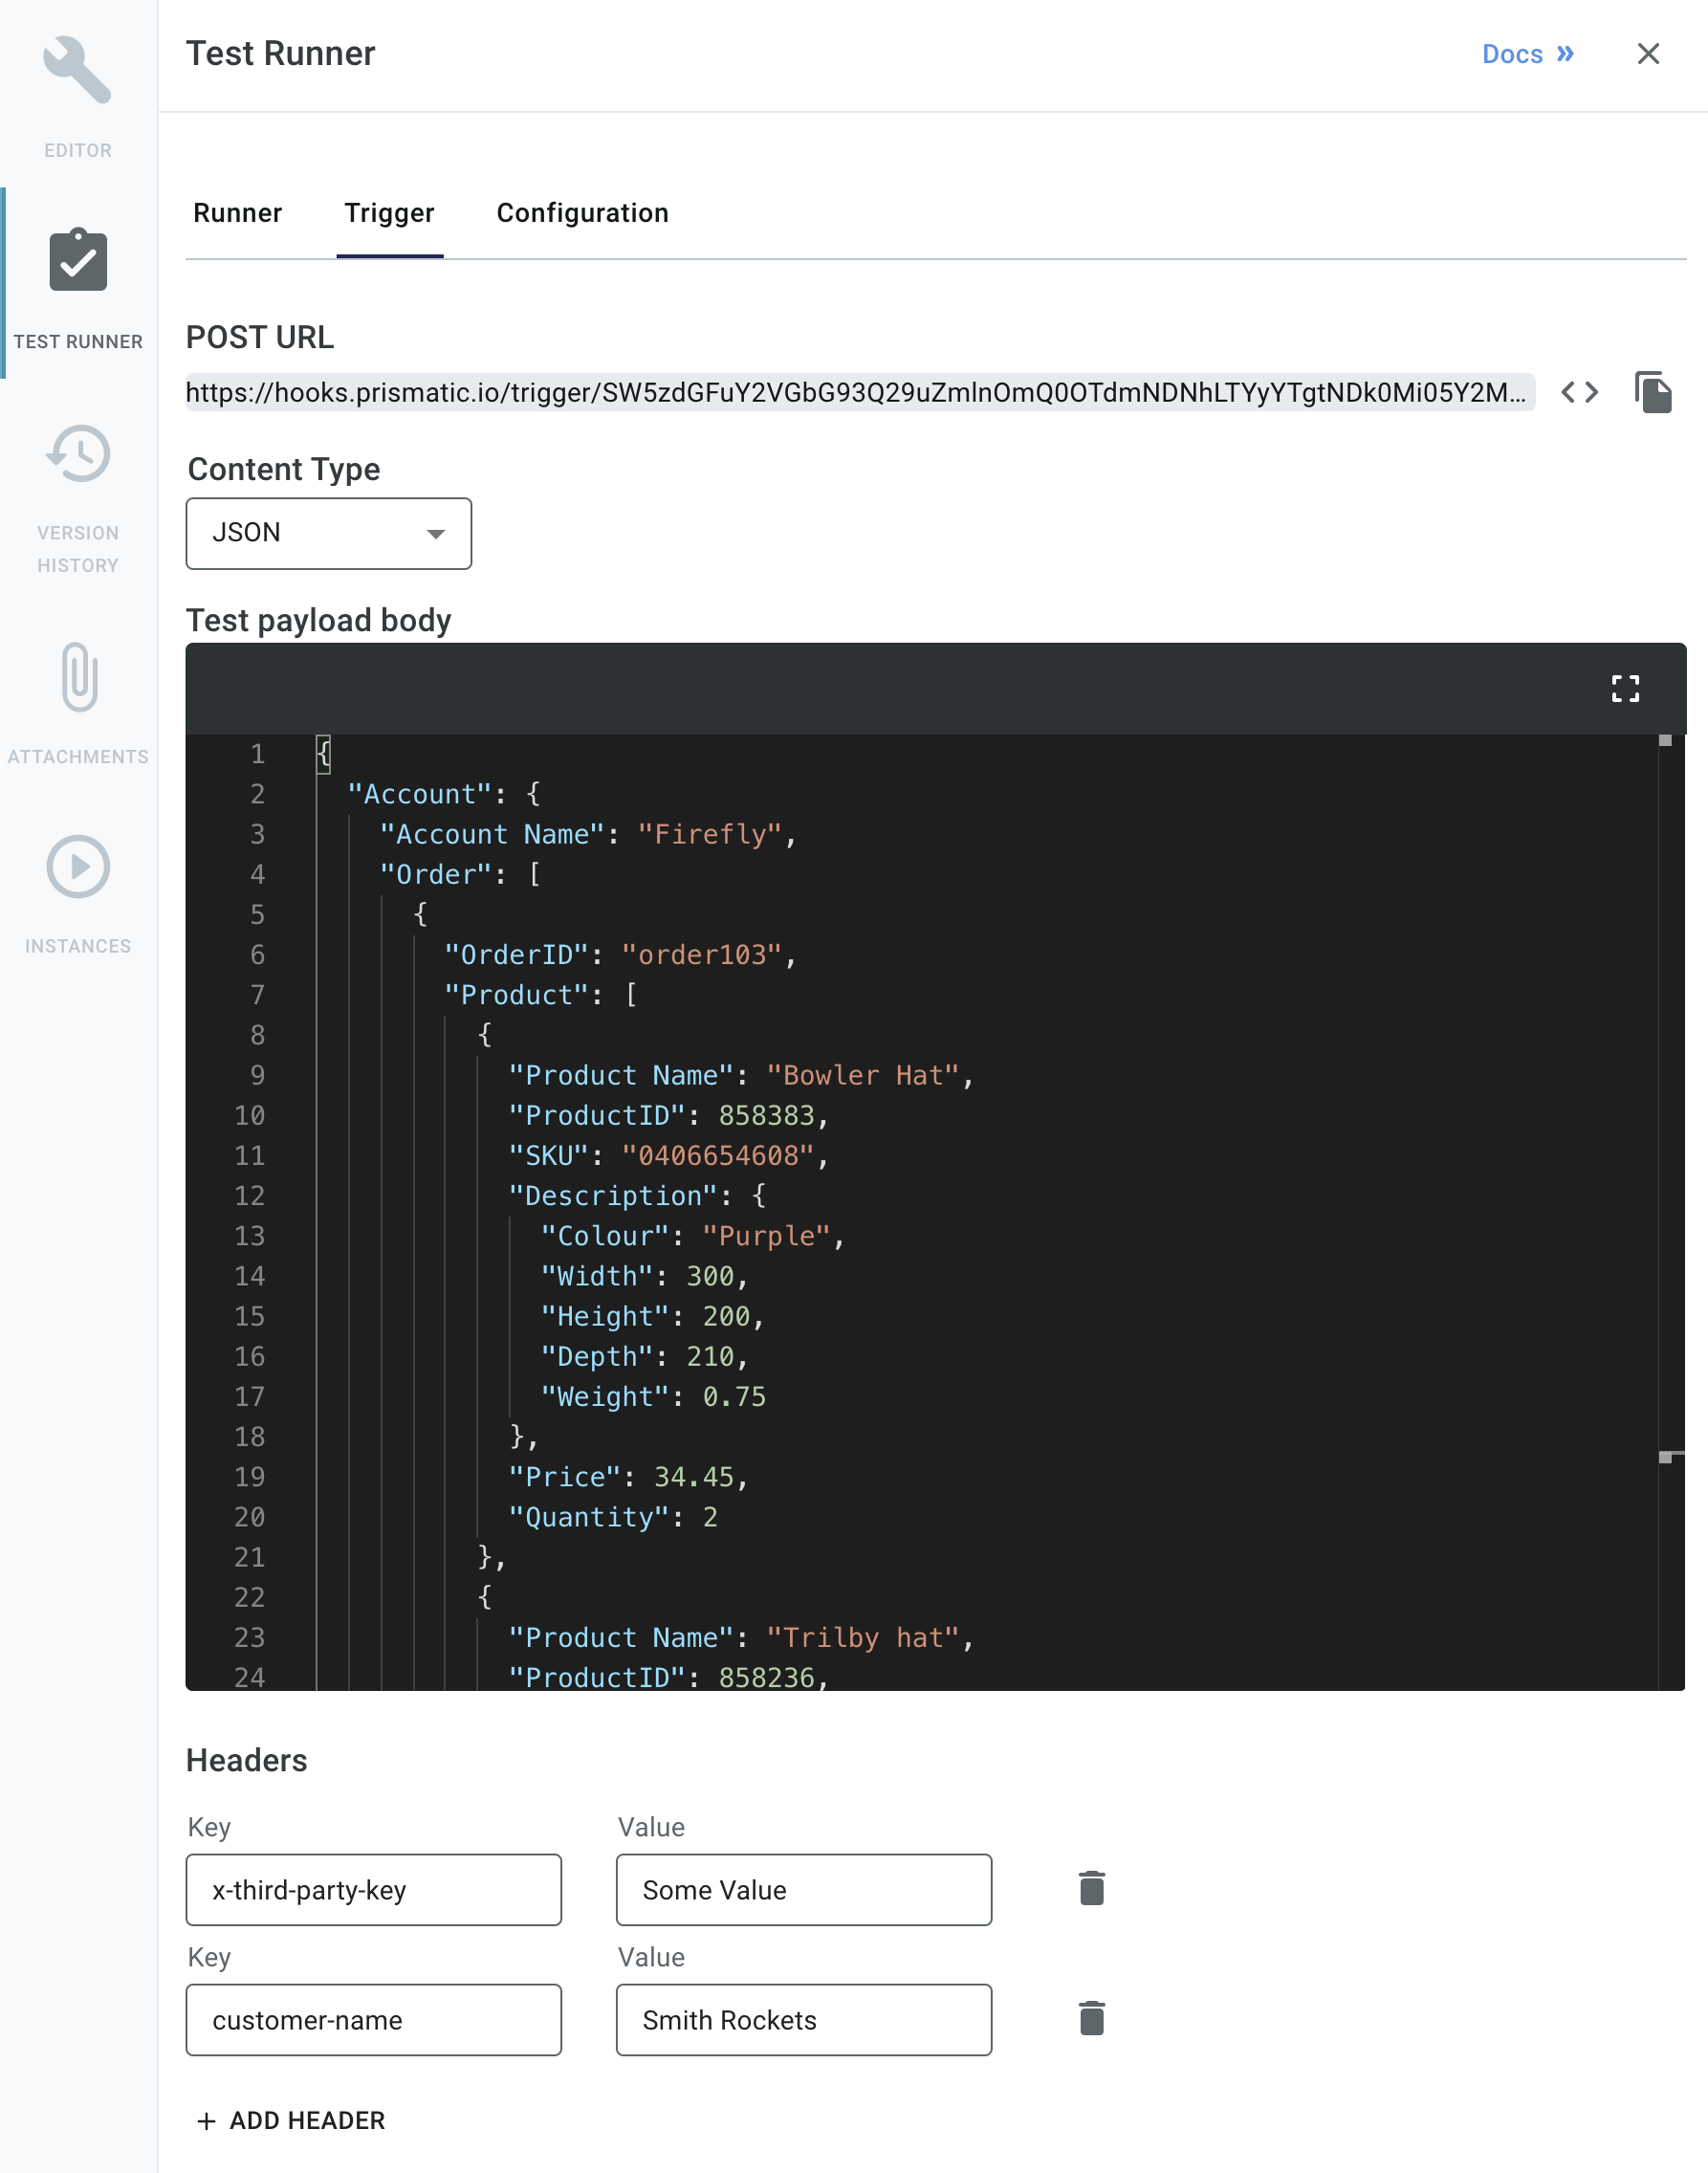 Test Runner
Docs »
EDITOR
TEST RUNNER
VERSION
HISTORY
ATTACHMENTS
INSTANCES
Runner Trigger Configuration
POST URL
https://hooks.prismatic.io/trigger/SW5zdGFuY2VGbG93Q29uZmlnOmQ0OTdmNDNhLTYyYTgtNDk0Mi05Y2M...
Content Type
JSON
Test payload body
1 {
2 "Account": {
3 "Account Name": "Firefly",
4 "Order": [
5 {
6 "OrderID": "order103",
7 "Product": [
8 {
9 "Product Name": "Bowler Hat",
10 "ProductID": 858383,
11 "SKU": "0406654608",
12 "Description": {
13 "Colour": "Purple",
14 "Width": 300,
15 "Height": 200,
16 "Depth": 210,
17 "Weight": 0.75
18 },
19 "Price": 34.45,
20 "Quantity": 2
21 },
22 {
23 "Product Name": "Trilby hat",
24 "ProductID": 858236,
Headers
Key Value
x-third-party-key Some Value
Key Value
customer-name Smith Rockets
+ ADD HEADER